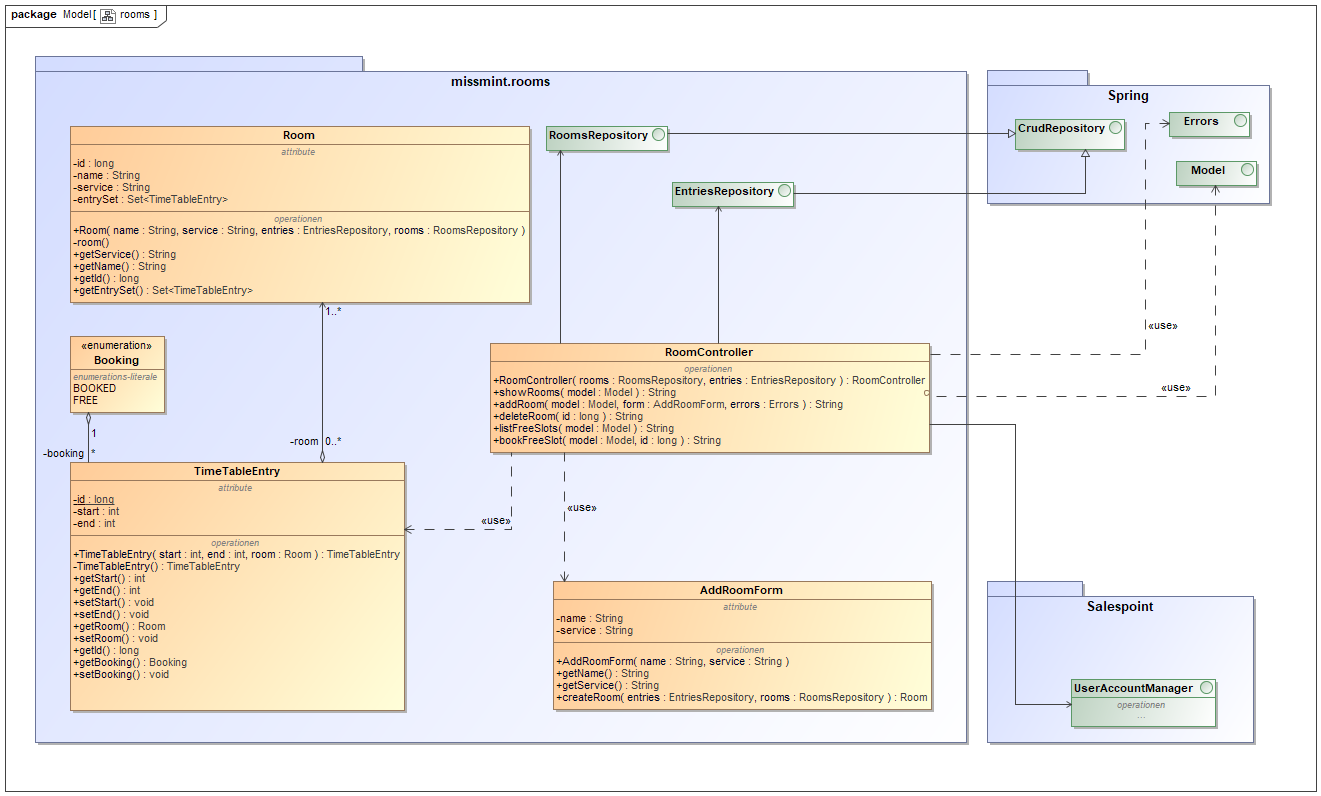 package Model[ rooms ]
missmint.rooms
Room
attribute
-id : long
-name : String
-service : String
-entrySet : Set<TimeTableEntry>
operationen
+Room( name : String, service : String, entries : EntriesRepository, rooms : RoomsRepository )
-room()
+getService() : String
+getName() : String
+getId() : long
+getEntrySet() : Set<TimeTableEntry>
RoomsRepository
EntriesRepository
Spring
CrudRepository
Errors
Model
1..*
«enumeration»
Booking
enumerations-literale
BOOKED
FREE
1
-booking
*
-room
0..*
RoomController
operationen
+RoomController( rooms : RoomsRepository, entries : EntriesRepository ) : RoomController
+showRooms( model : Model ) : String
+addRoom( model : Model, form : AddRoomForm, errors : Errors ) : String
+deleteRoom( id : long ) : String
+listFreeSlots( model : Model ) : String
+bookFreeSlot( model : Model, id : long ) : String
«use»
«use»
TimeTableEntry
attribute
-id : long
-start : int
-end : int
operationen
+TimeTableEntry( start : int, end : int, room : Room ) : TimeTableEntry
-TimeTableEntry() : TimeTableEntry
+getStart() : int
+getEnd() : int
+setStart() : void
+setEnd() : void
+getRoom() : Room
+setRoom() : void
+getId() : long
+getBooking() : Booking
+setBooking() : void
«use»
«use»
AddRoomForm
attribute
-name : String
-service : String
operationen
+AddRoomForm( name : String, service : String )
+getName() : String
+getService() : String
+createRoom( entries : EntriesRepository, rooms : RoomsRepository ) : Room
Salespoint
UserAccountManager
operationen
...